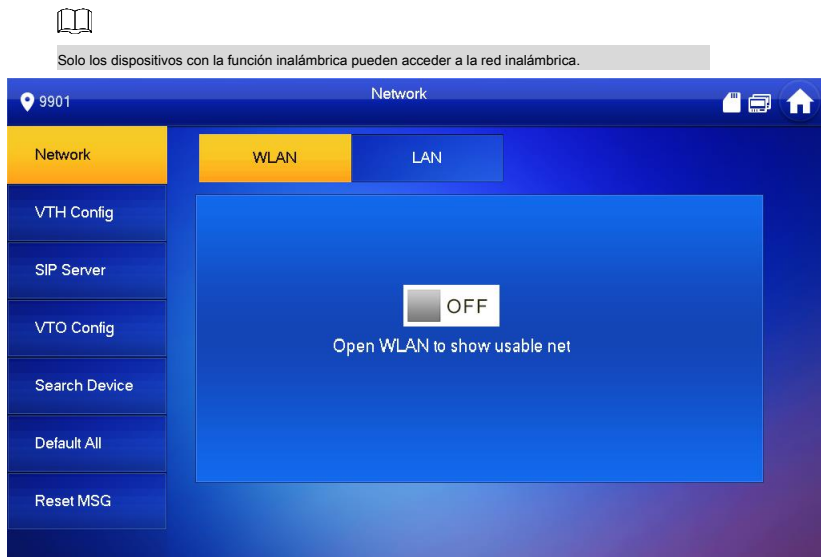 Solo los dispositivos con la función inalámbrica pueden acceder a la red inalámbrica.
9901
Network
Network
WLAN
LAN
VTH Config
SIP Server
VTO Config
Search Device
Default All
Reset MSG
OFF
Open WLAN to show usable net